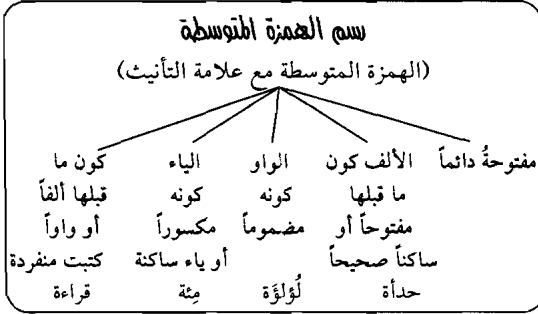 رسم الهمزة المتوسطة
(الهمزة المتوسطة مع علامة التأنيث)
مفتوحةُ دائماً الألف كون الواو الياء كون ما
ما قبلها كونه كونه قبلها ألفاً
مفتوحاً أو مضموماً مكسوراً أو واواً
ساكناً صحيحاً أو ياء ساكنة كتبت منفردة
حدأة لُؤلؤَة مِئة قراءة